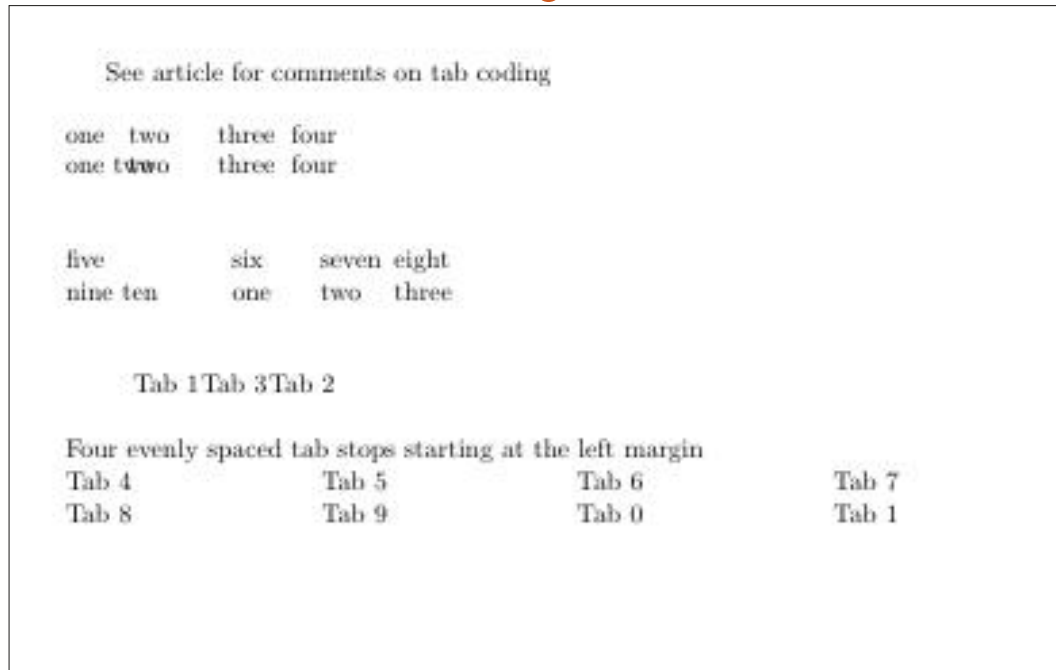 See article for comments on tab coding
one two three four
one two three four
five six seven eight
nine ten one two three
Tab 1Tab 3Tab 2
Four evenly spaced tab stops starting at the left margin
Tab 4 Tab 5 Tab 6 Tab 7
Tab 8 Tab 9 Tab 0 Tab 1